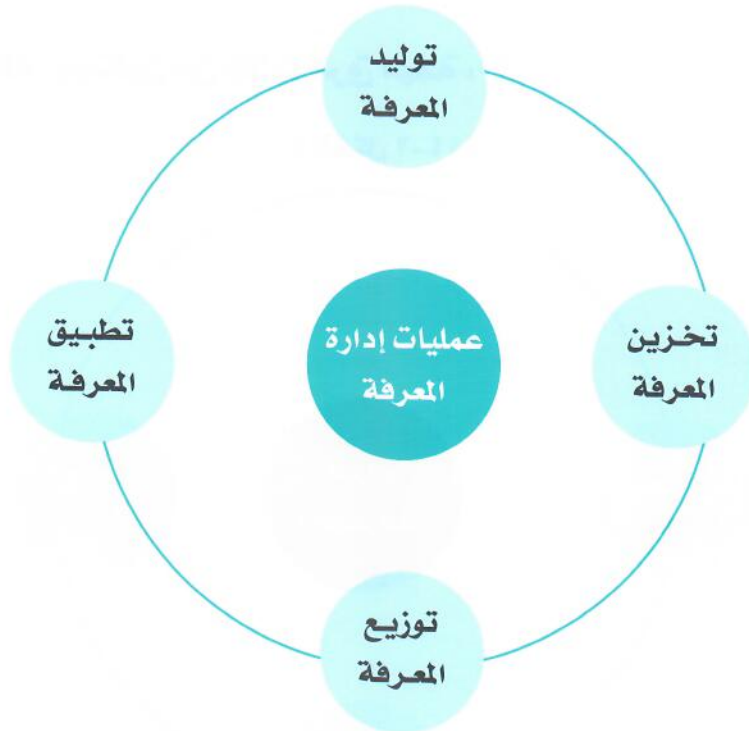 توليد
المعرفة
تخزين
المعرفة
عمليات إدارة
المعرفة
تطبيق
المعرفة
توزيع
المعرفة